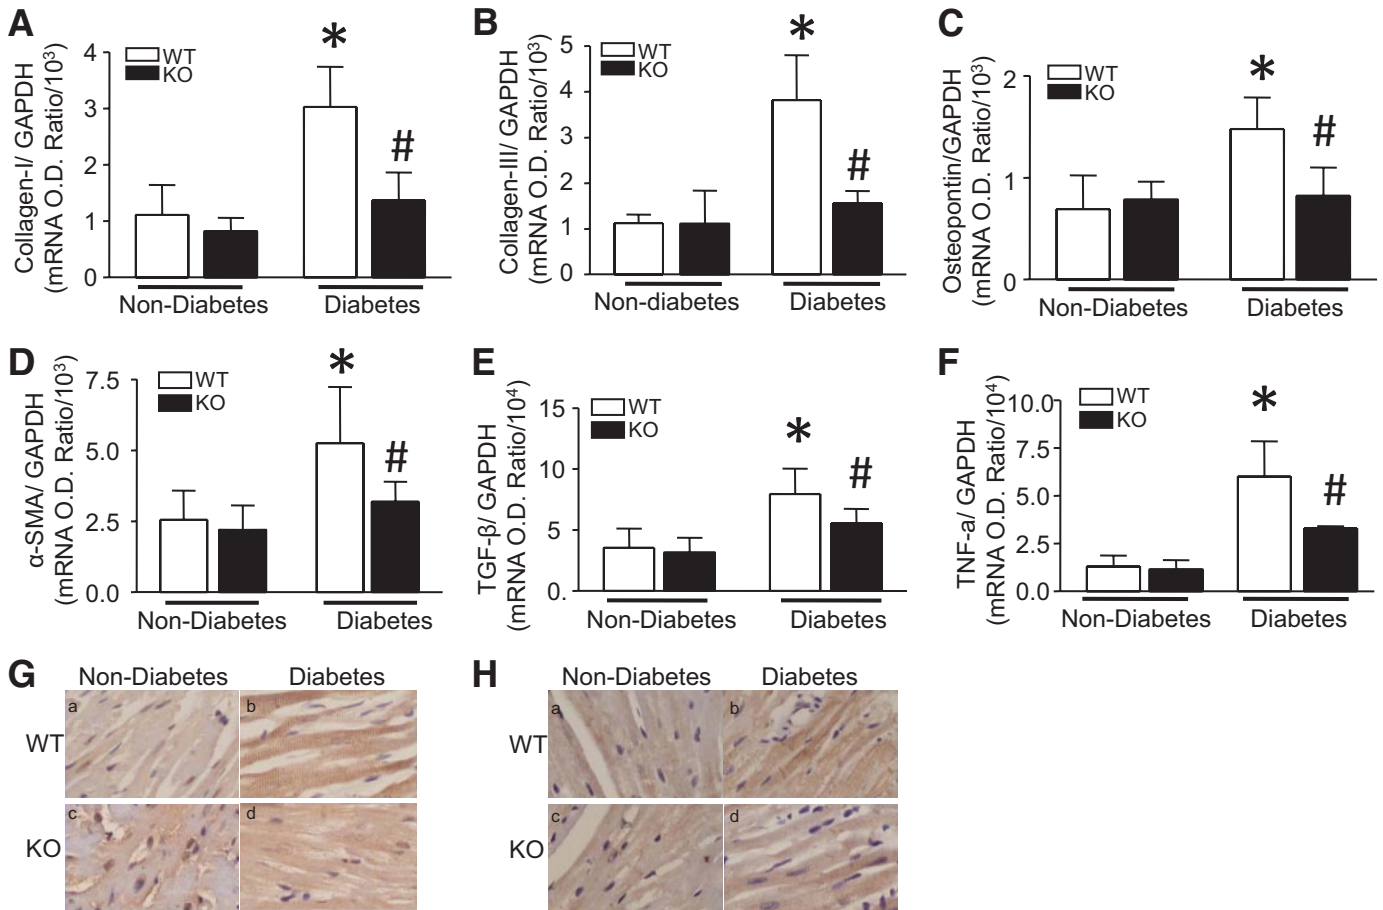 A
Collagen-I/ GAPDH
(mRNA O.D. Ratio/10³)
4
3
2
1
0
WT
KO
*
#
Non-Diabetes
Diabetes
B
Collagen-III/ GAPDH
(mRNA O.D. Ratio/10³)
5
4
3
2
1
0
WT
KO
*
#
Non-diabetes
Diabetes
C
Osteopontin/GAPDH
(mRNA O.D. Ratio/10³)
2
1
0
WT
KO
*
#
Non-Diabetes
Diabetes
D
α-SMA/ GAPDH
(mRNA O.D. Ratio/10³)
7.5
5.0
2.5
0.0
WT
KO
*
#
Non-Diabetes
Diabetes
E
TGF-β/ GAPDH
(mRNA O.D. Ratio/10⁴)
15
10
5
0.
WT
KO
*
#
Non-Diabetes
Diabetes
F
TNF-a/ GAPDH
(mRNA O.D. Ratio/10⁴)
10.0
7.5
5.0
2.5
0.0
WT
KO
*
#
Non-Diabetes
Diabetes
G
Non-Diabetes
Diabetes
WT
a
b
KO
c
d
H
Non-Diabetes
Diabetes
WT
a
b
KO
c
d